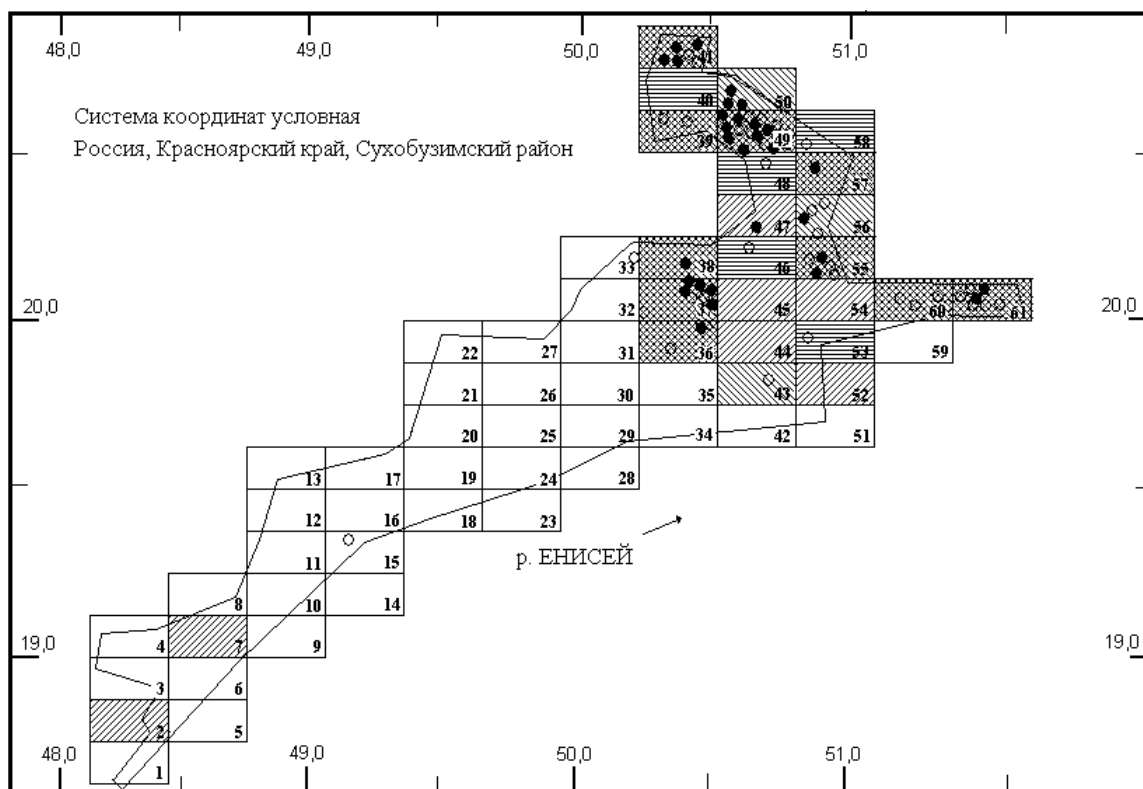 48,0 49,0 50,0 51,0
Система координат условная
Россия, Красноярский край, Сухобузимский район
41
40 50
39 49 58
48 57
47 56
33 38 46 55
20,0 32 37 45 54 60 61 20,0
22 27 31 36 44 53 59
21 26 30 35 43 52
20 25 29 34 42 51
13 17 19 24 28
12 16 18 23
р. ЕНИСЕЙ
11 15
8 10 14
19,0 4 7 9 19,0
3 6
2 5
48,0 49,0 50,0 51,0
1